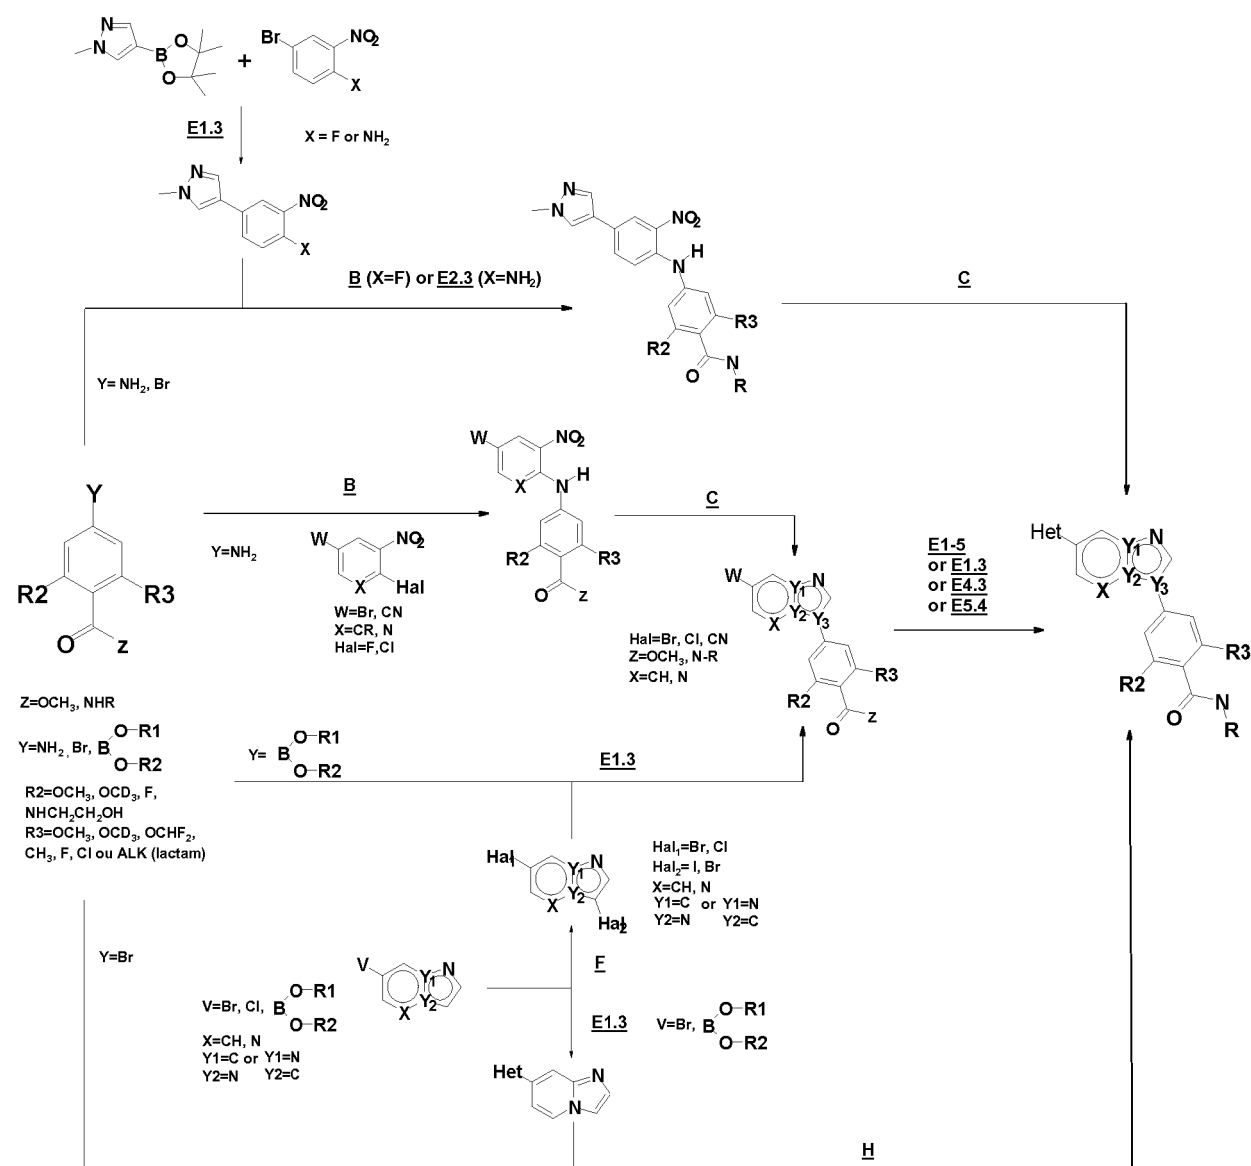 N
N
B
O
O
+
Br
NO2
X
E1.3
X = F or NH2
N
N
NO2
X
B (X=F) or E2.3 (X=NH2)
N
N
NO2
H
N
R3
R2
O
N
R
C
Y= NH2, Br
Y
R2
R3
O
z
B
Y=NH2
W
NO2
X
Hal
W=Br, CN
X=CR, N
Hal=F,Cl
W
NO2
X
H
N
R2
R3
O
z
C
W
Y1
N
Y2
Y3
X
R3
R2
O
z
Hal=Br, Cl, CN
Z=OCH3, N-R
X=CH, N
E1-5
or E1.3
or E4.3
or E5.4
Het
Y1
N
Y2
Y3
X
R3
R2
O
N
R
Z=OCH3, NHR
Y=NH2, Br, B
O-R1
O-R2
R2=OCH3, OCD3, F,
NHCH2CH2OH
R3=OCH3, OCD3, OCHF2,
CH3, F, Cl ou ALK (lactam)
Y= B
O-R1
O-R2
E1.3
Hal
Y1
N
Y2
X
Hal2
Hal1=Br, Cl
Hal2= I, Br
X=CH, N
Y1=C or Y1=N
Y2=N Y2=C
Y=Br
F
V
Y1
N
Y2
X
V=Br, Cl, B
O-R1
O-R2
X=CH, N
Y1=C or Y1=N
Y2=N Y2=C
E1.3
V=Br, B
O-R1
O-R2
Het
N
N
H